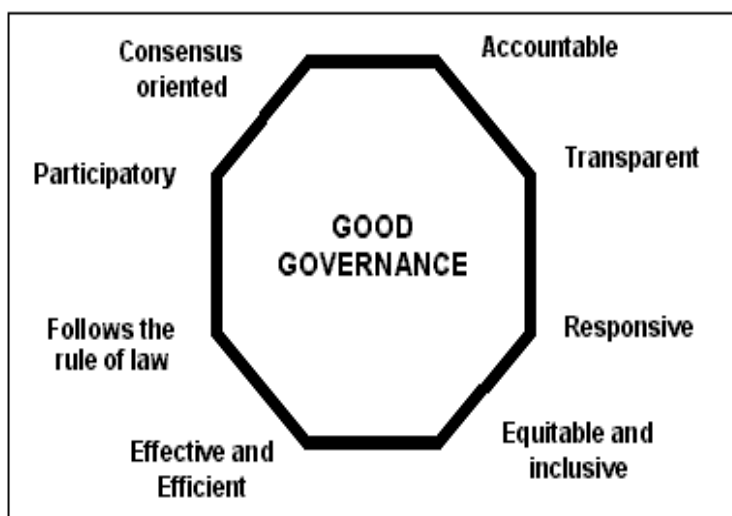 Consensus
oriented
Accountable
Participatory
Transparent
GOOD
GOVERNANCE
Follows the
rule of law
Responsive
Effective and
Efficient
Equitable and
inclusive